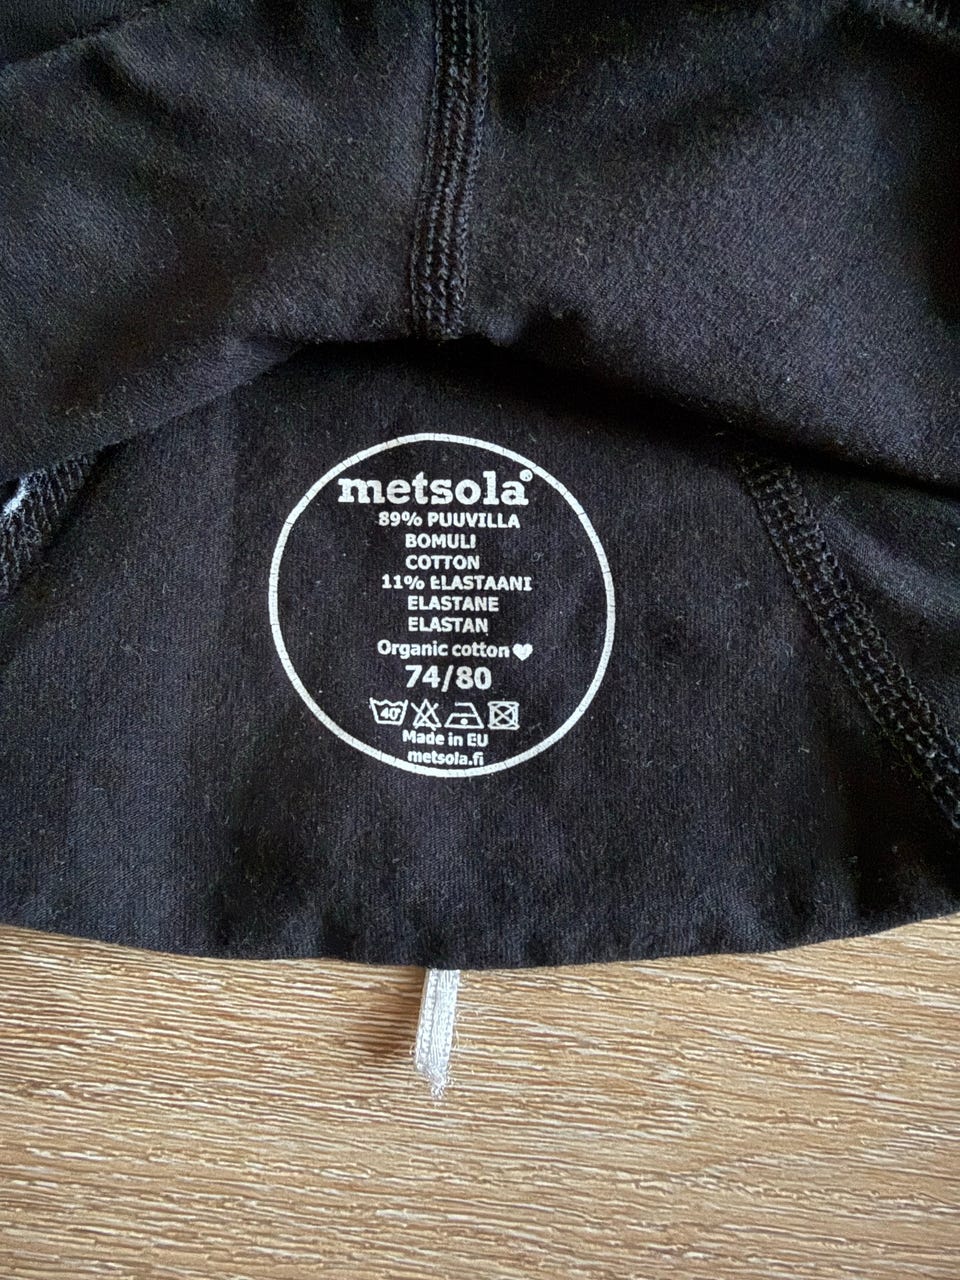 metsola®
89% PUUVILLA
BOMULI
COTTON
11% ELASTAANI
ELASTANE
ELASTAN
Organic cotton♥
74/80
40°
Made in EU
metsola.fi